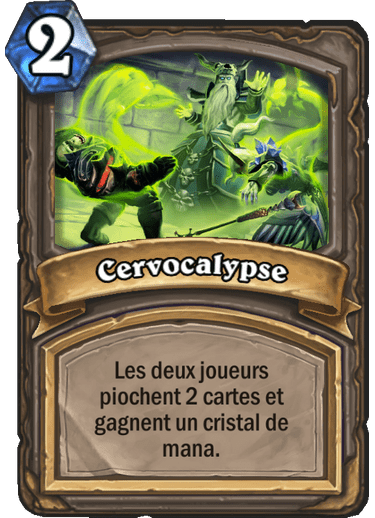 2
Cervocalypse
Les deux joueurs
piochent 2 cartes et
gagnent un cristal de
mana.